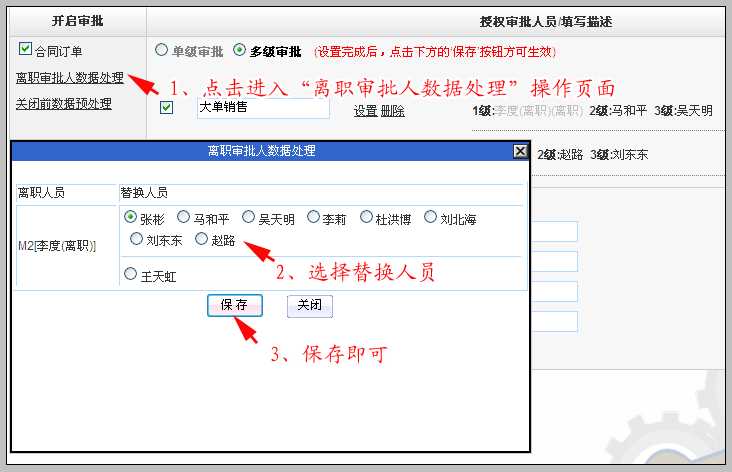 开启审批 授权审批人员/填写描述
合同订单 单级审批 多级审批 (设置完成后，点击下方的'保存'按钮方可生效)
离职审批人数据处理
1、点击进入“离职审批人数据处理”操作页面
关闭前数据预处理 大单销售 设置 删除 1级:李度(离职)(离职) 2级:马和平 3级:吴天明
离职审批人数据处理
2级:赵路 3级:刘东东
离职人员 替换人员
张彬 马和平 吴天明 李莉 杜洪博 刘北海
刘东东 赵路
M2[李度(离职)]
2、选择替换人员
王天虹
保存 关闭
3、保存即可